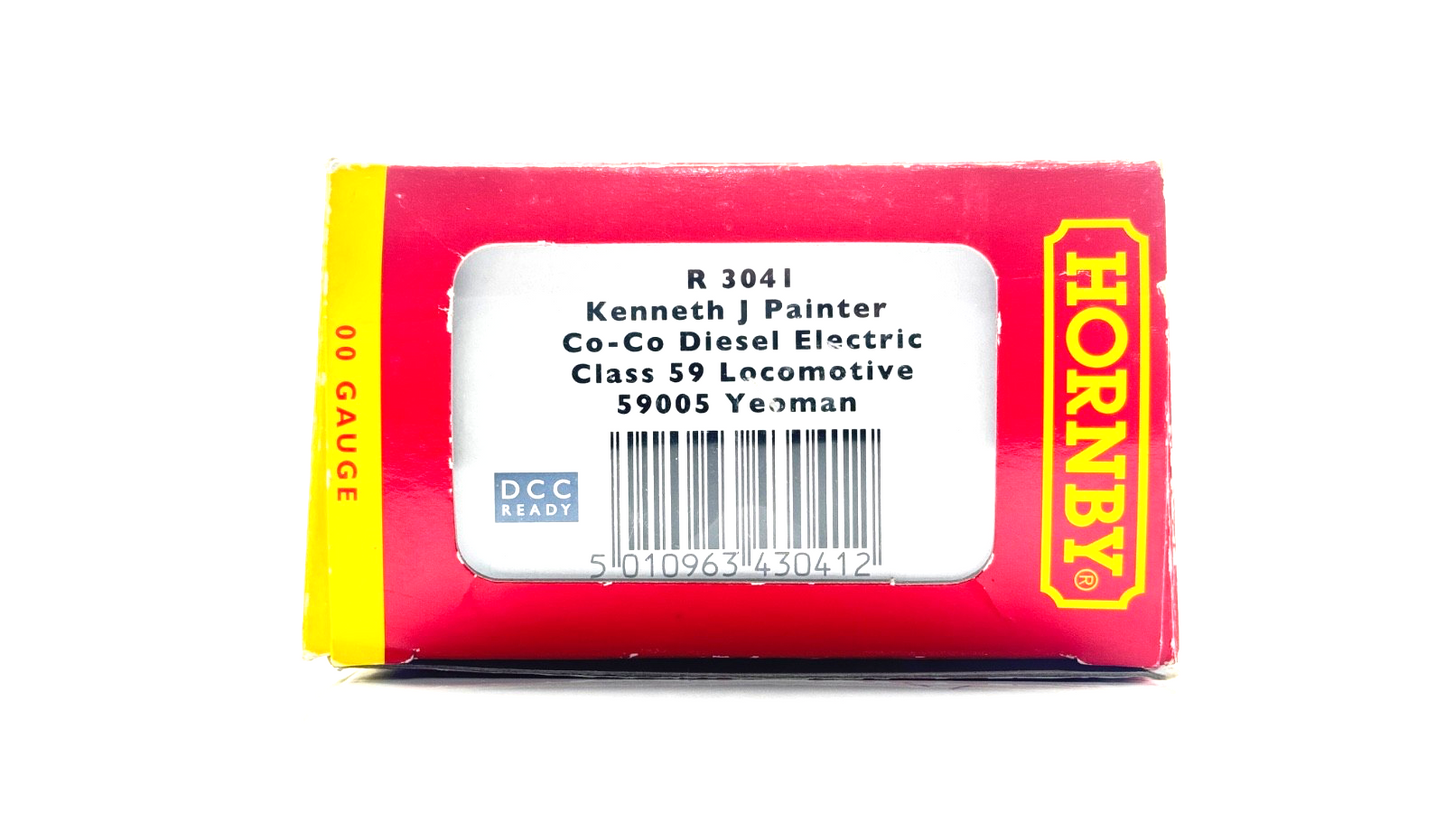 00 GAUGE
R 3041
Kenneth J Painter
Co-Co Diesel Electric
Class 59 Locomotive
59005 Yeoman
DCC
READY
5 010963 430412
HORNBY®